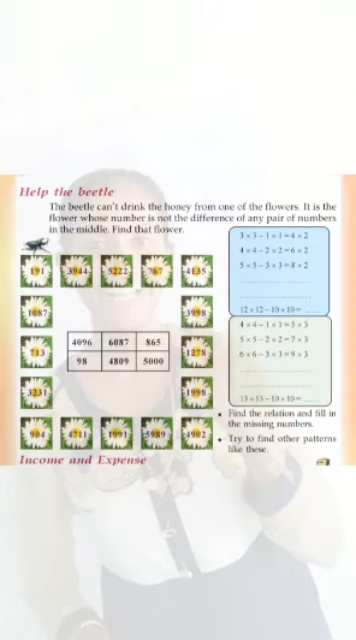 Help the beetle
The beetle can't drink the honey from one of the flowers. It is the
flower whose number is not the difference of any pair of numbers
in the middle. Find that flower.
191 3944 5222 767 4135
1087 3998
713 1278
3231 1998
904 4711 1991 5989 4902
4096 6087 865
98 4809 5000
3 × 3 – 1 × 1 = 4 × 2
4 × 4 – 2 × 2 = 6 × 2
5 × 5 – 3 × 3 = 8 × 2
12 × 12 – 10 × 10 =
4 × 4 – 1 × 1 = 5 × 3
5 × 5 – 2 × 2 = 7 × 3
6 × 6 – 3 × 3 = 9 × 3
13 × 13 – 10 × 10 =
• Find the relation and fill in
the missing numbers.
• Try to find other patterns
like these.
Income and Expense